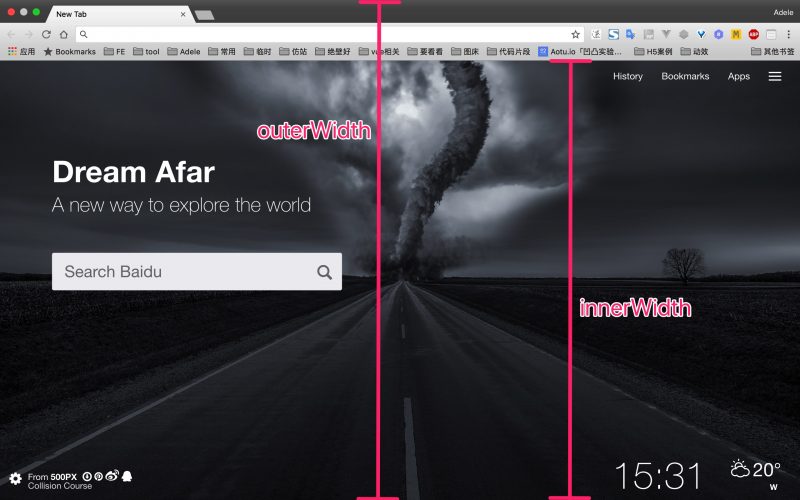 New Tab
Adele
应用 Bookmarks FE tool Adele 常用 临时 仿站 绝壁好 vue相关 要看看 图床 代码片段 Aotu.io「凹凸实验... H5案例 动效 其他书签
History Bookmarks Apps
outerWidth
Dream Afar
A new way to explore the world
Search Baidu
innerWidth
From 500PX
Collision Course
15:31
20°
W